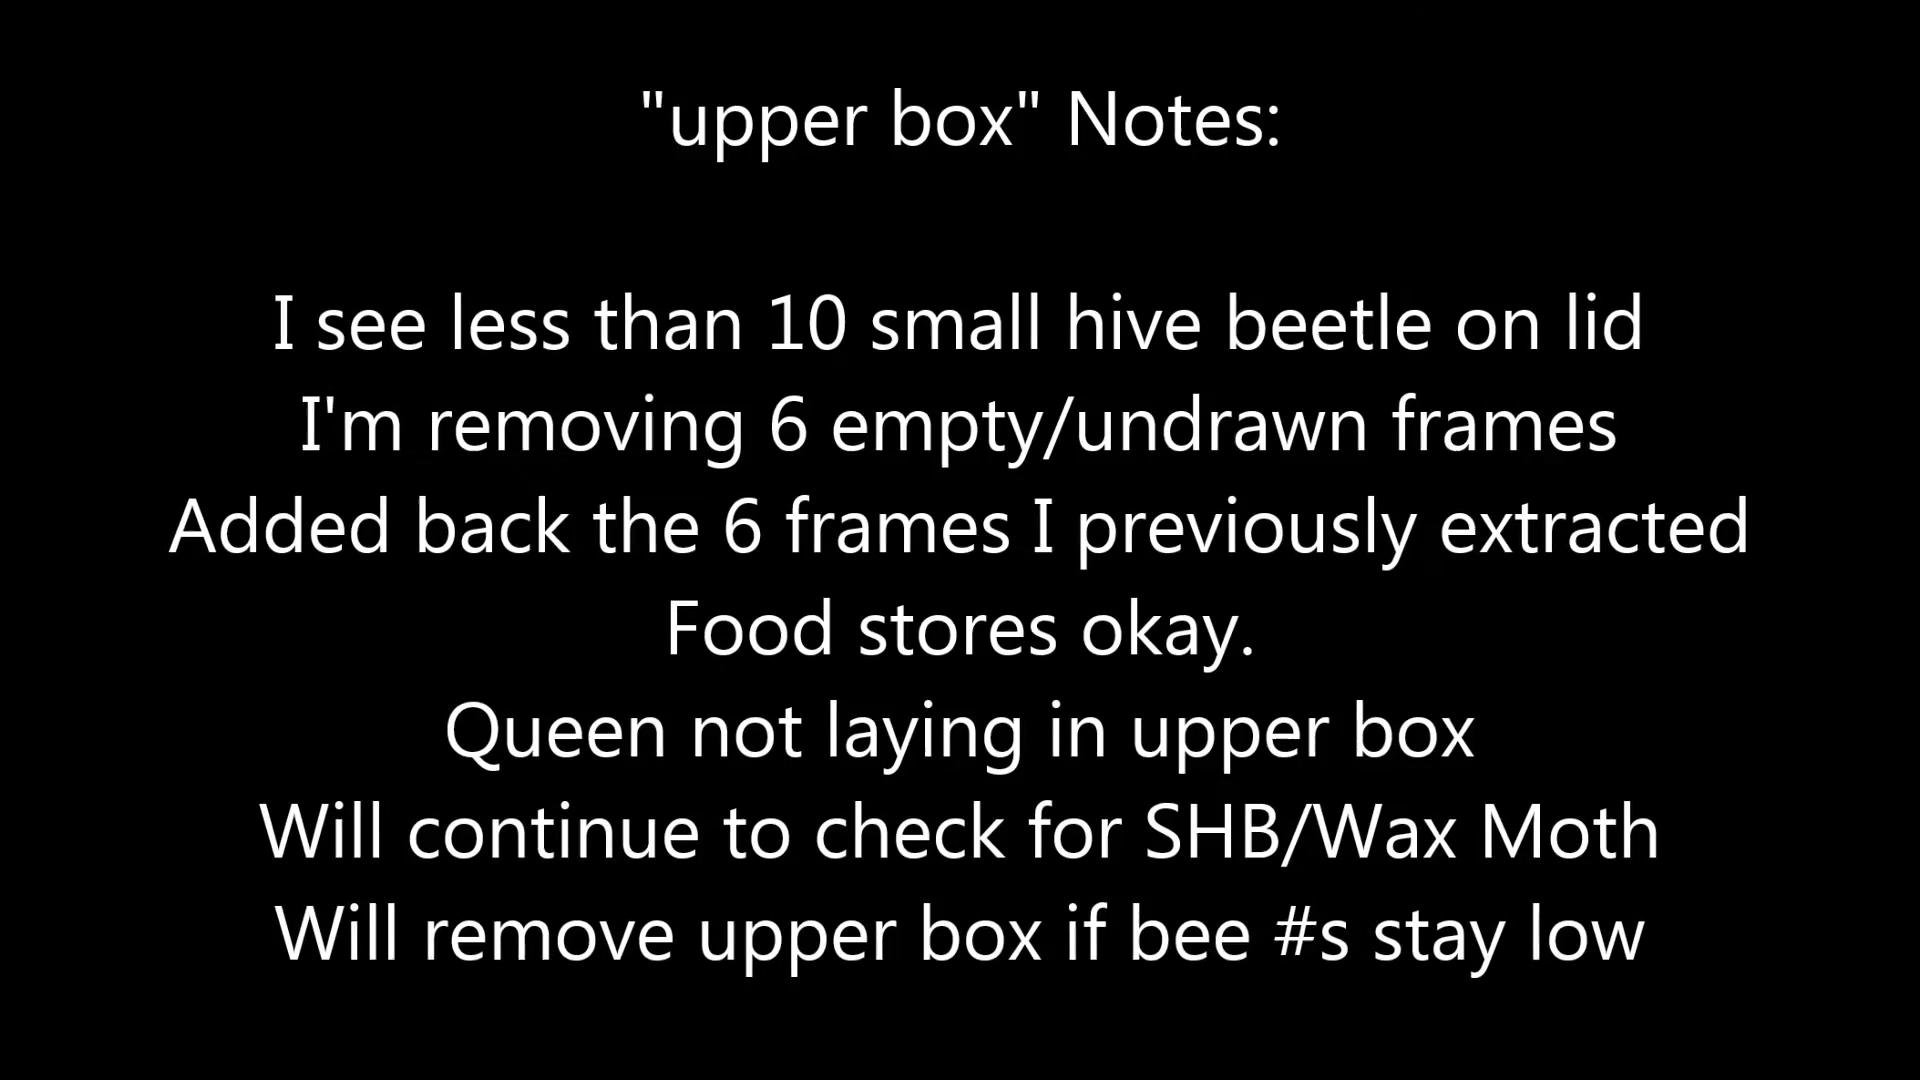 "upper box" Notes:
I see less than 10 small hive beetle on lid
I'm removing 6 empty/undrawn frames
Added back the 6 frames I previously extracted
Food stores okay.
Queen not laying in upper box
Will continue to check for SHB/Wax Moth
Will remove upper box if bee #s stay low